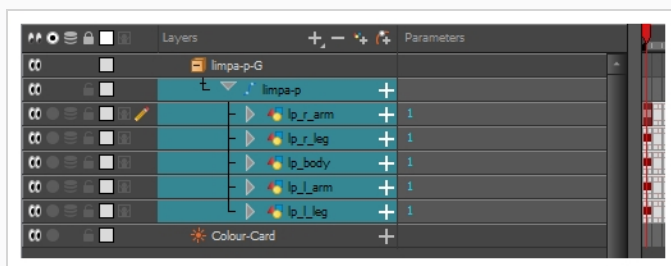 Layers Parameters
limpa-p-G
limpa-p
lp_r_arm 1
lp_r_leg 1
lp_body 1
lp_l_arm 1
lp_l_leg 1
Colour-Card